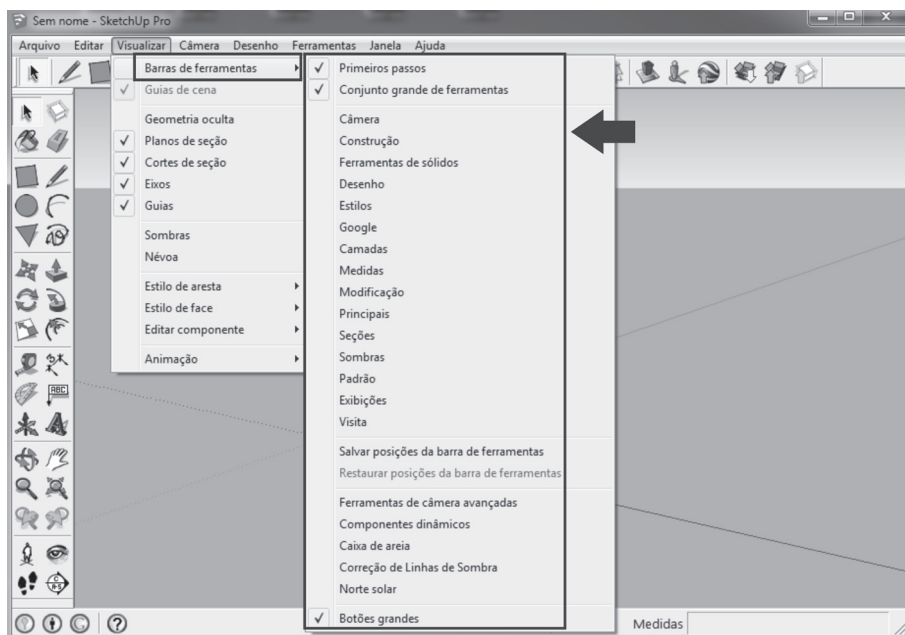 Sem nome - SketchUp Pro
Arquivo Editar Visualizar Câmera Desenho Ferramentas Janela Ajuda
Barras de ferramentas
Guias de cena
Geometria oculta
Planos de seção
Cortes de seção
Eixos
Guias
Sombras
Névoa
Estilo de aresta
Estilo de face
Editar componente
Animação
Primeiros passos
Conjunto grande de ferramentas
Câmera
Construção
Ferramentas de sólidos
Desenho
Estilos
Google
Camadas
Medidas
Modificação
Principais
Seções
Sombras
Padrão
Exibições
Visita
Salvar posições da barra de ferramentas
Restaurar posições da barra de ferramentas
Ferramentas de câmera avançadas
Componentes dinâmicos
Caixa de areia
Correção de Linhas de Sombra
Norte solar
Botões grandes
ABC
Medidas